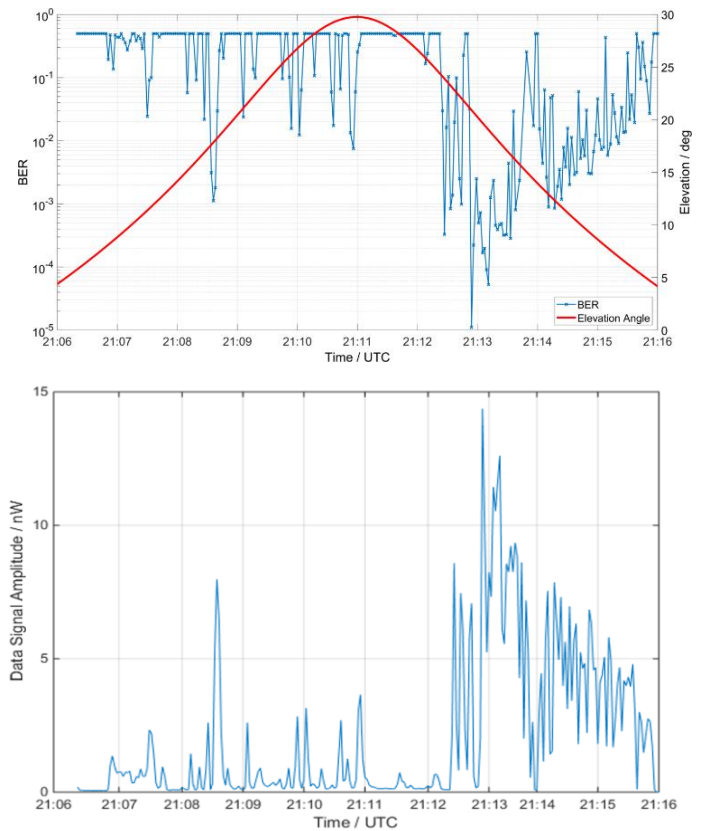 10^0
10^-1
10^-2
10^-3
10^-4
10^-5
BER
30
25
20
15
10
5
0
Elevation / deg
BER
Elevation Angle
21:06 21:07 21:08 21:09 21:10 21:11 21:12 21:13 21:14 21:15 21:16
Time / UTC
15
10
5
0
Data Signal Amplitude / nW
21:06 21:07 21:08 21:09 21:10 21:11 21:12 21:13 21:14 21:15 21:16
Time / UTC